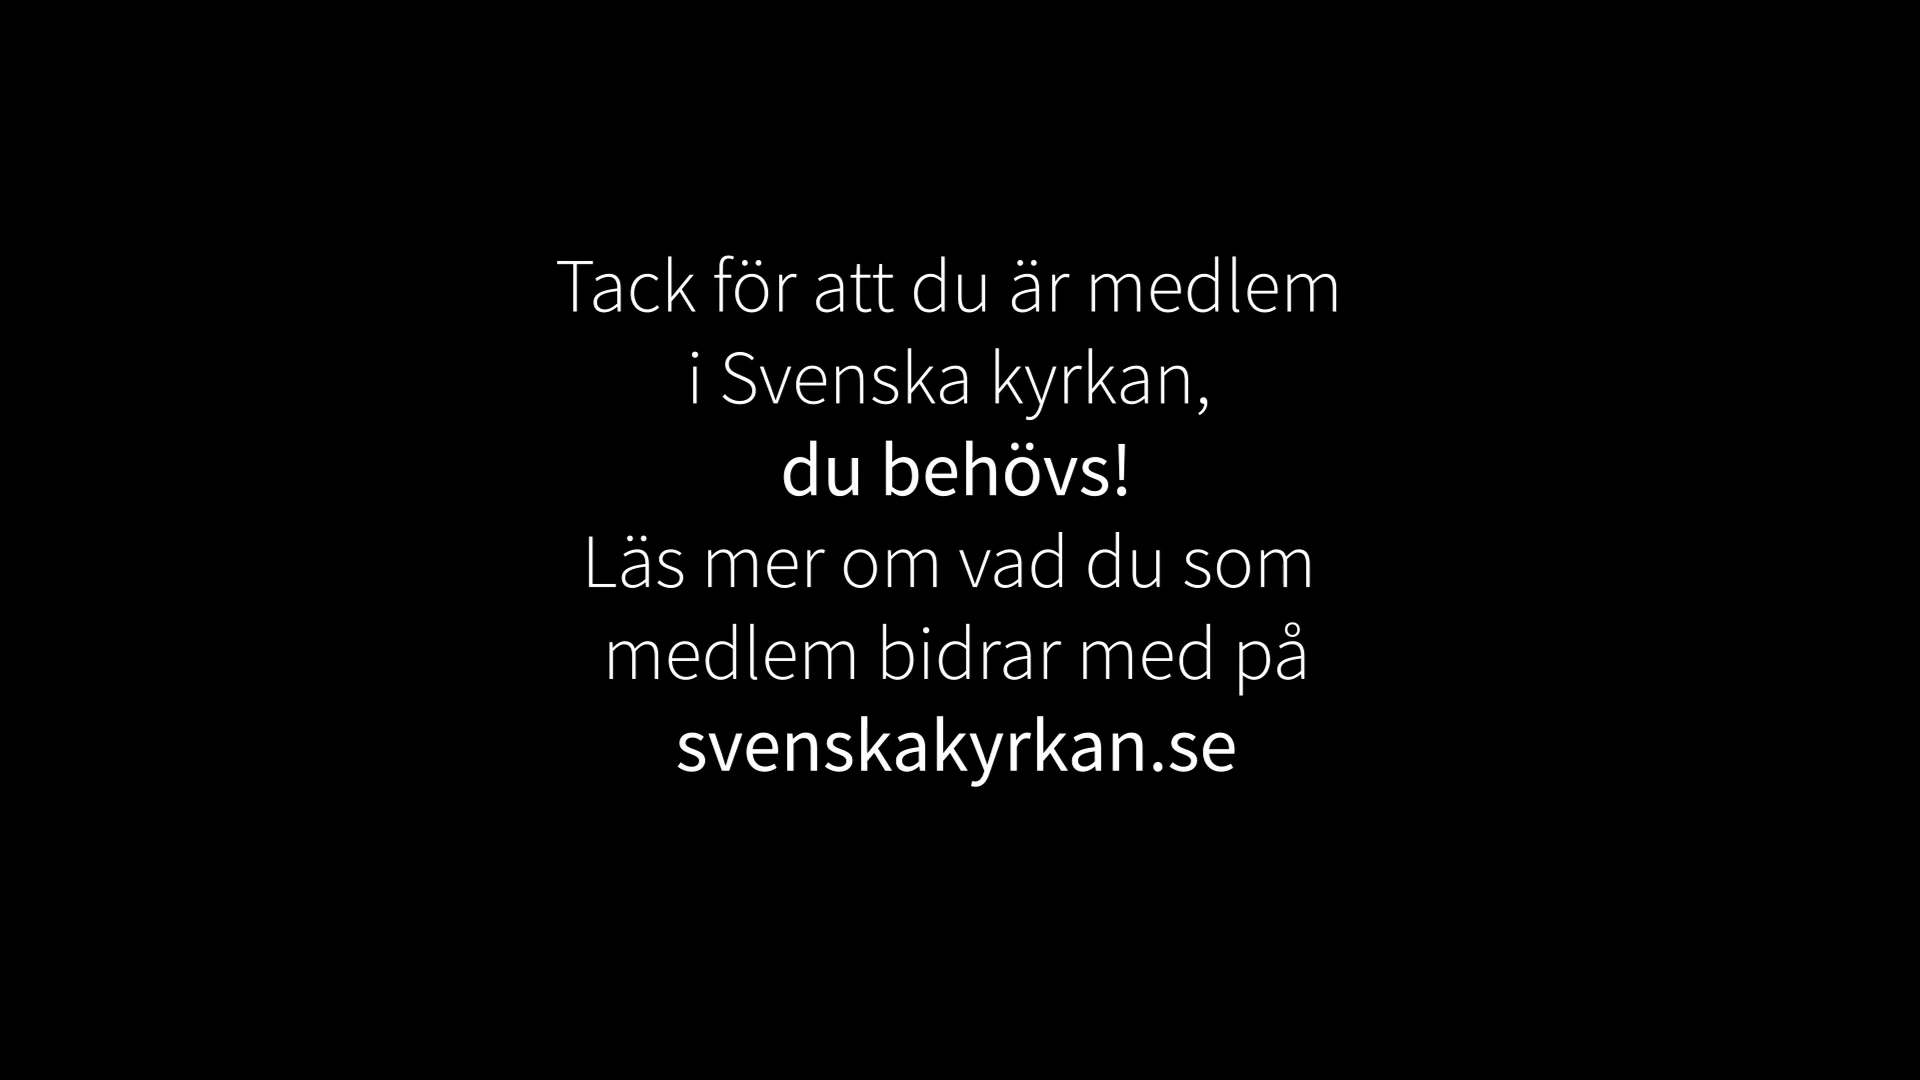 Tack för att du är medlem
i Svenska kyrkan,
du behövs!
Läs mer om vad du som
medlem bidrar med på
svenskakyrkan.se